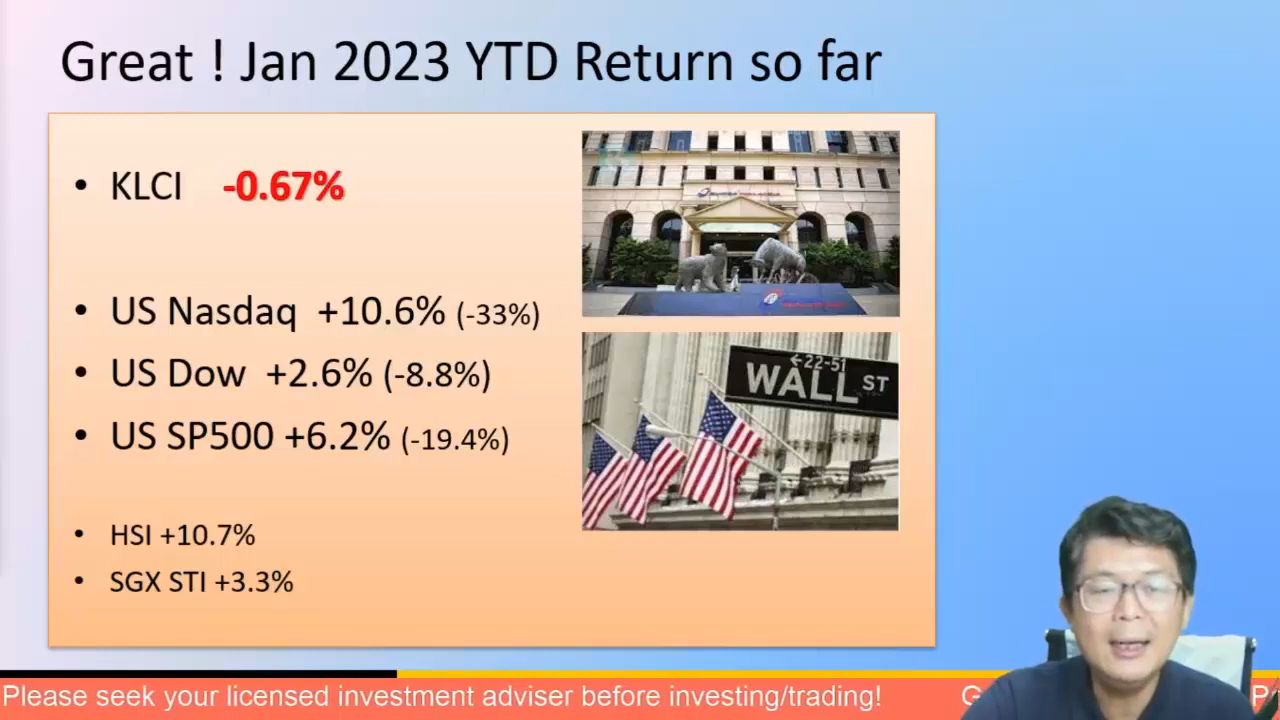 Great ! Jan 2023 YTD Return so far
• KLCI -0.67%
• US Nasdaq +10.6% (-33%)
• US Dow +2.6% (-8.8%)
• US SP500 +6.2% (-19.4%)
• HSI +10.7%
• SGX STI +3.3%
←22-51
WALL ST
Please seek your licensed investment adviser before investing/trading! G